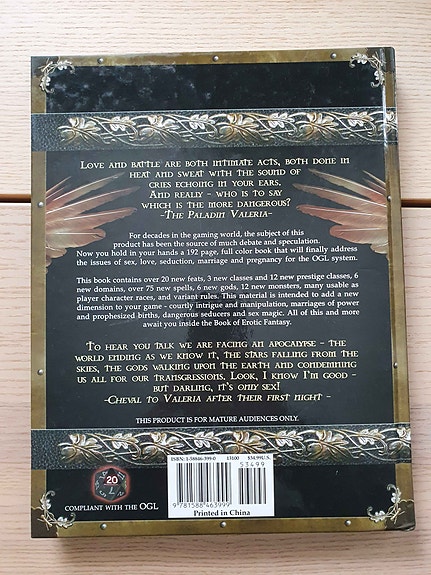 Love and battle are both intimate acts, both done in
heat and sweat with the sound of
cries echoing in your ears.
And really - who is to say
which is the more dangerous?
-The Paladin Valeria-
For decades in the gaming world, the subject of this
product has been the source of much debate and speculation.
Now you hold in your hands a 192 page, full color book that will finally address
the issues of sex, love, seduction, marriage and pregnancy for the OGL system.
This book contains over 20 new feats, 3 new classes and 12 new prestige classes, 6
new domains, over 75 new spells, 6 new gods, 12 new monsters, many usable as
player character races, and variant rules. This material is intended to add a new
dimension to your game - courtly intrigue and manipulation, marriages of power
and prophesized births, dangerous seducers and sex magic. All of this and more
await you inside the Book of Erotic Fantasy.
To hear you talk we are facing an apocalypse - the
world ending as we know it, the stars falling from the
skies, the gods walking upon the earth and condemning
us all for our transgressions. Look, I know I'm good -
but darling, it's only sex!
-Cheval to Valeria after their first night -
THIS PRODUCT IS FOR MATURE AUDIENCES ONLY.
ISBN: 1-58846-399-0 15100 $34.99U.S.
53499
9781588463999
Printed in China
20
COMPLIANT WITH THE OGL